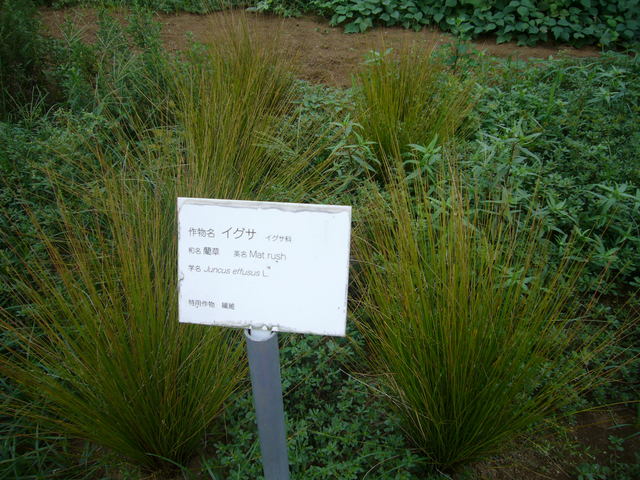 作物名 イグサ イグサ科
和名 藺草 英名 Mat rush
学名 Juncus effusus L.
特用作物 繊維